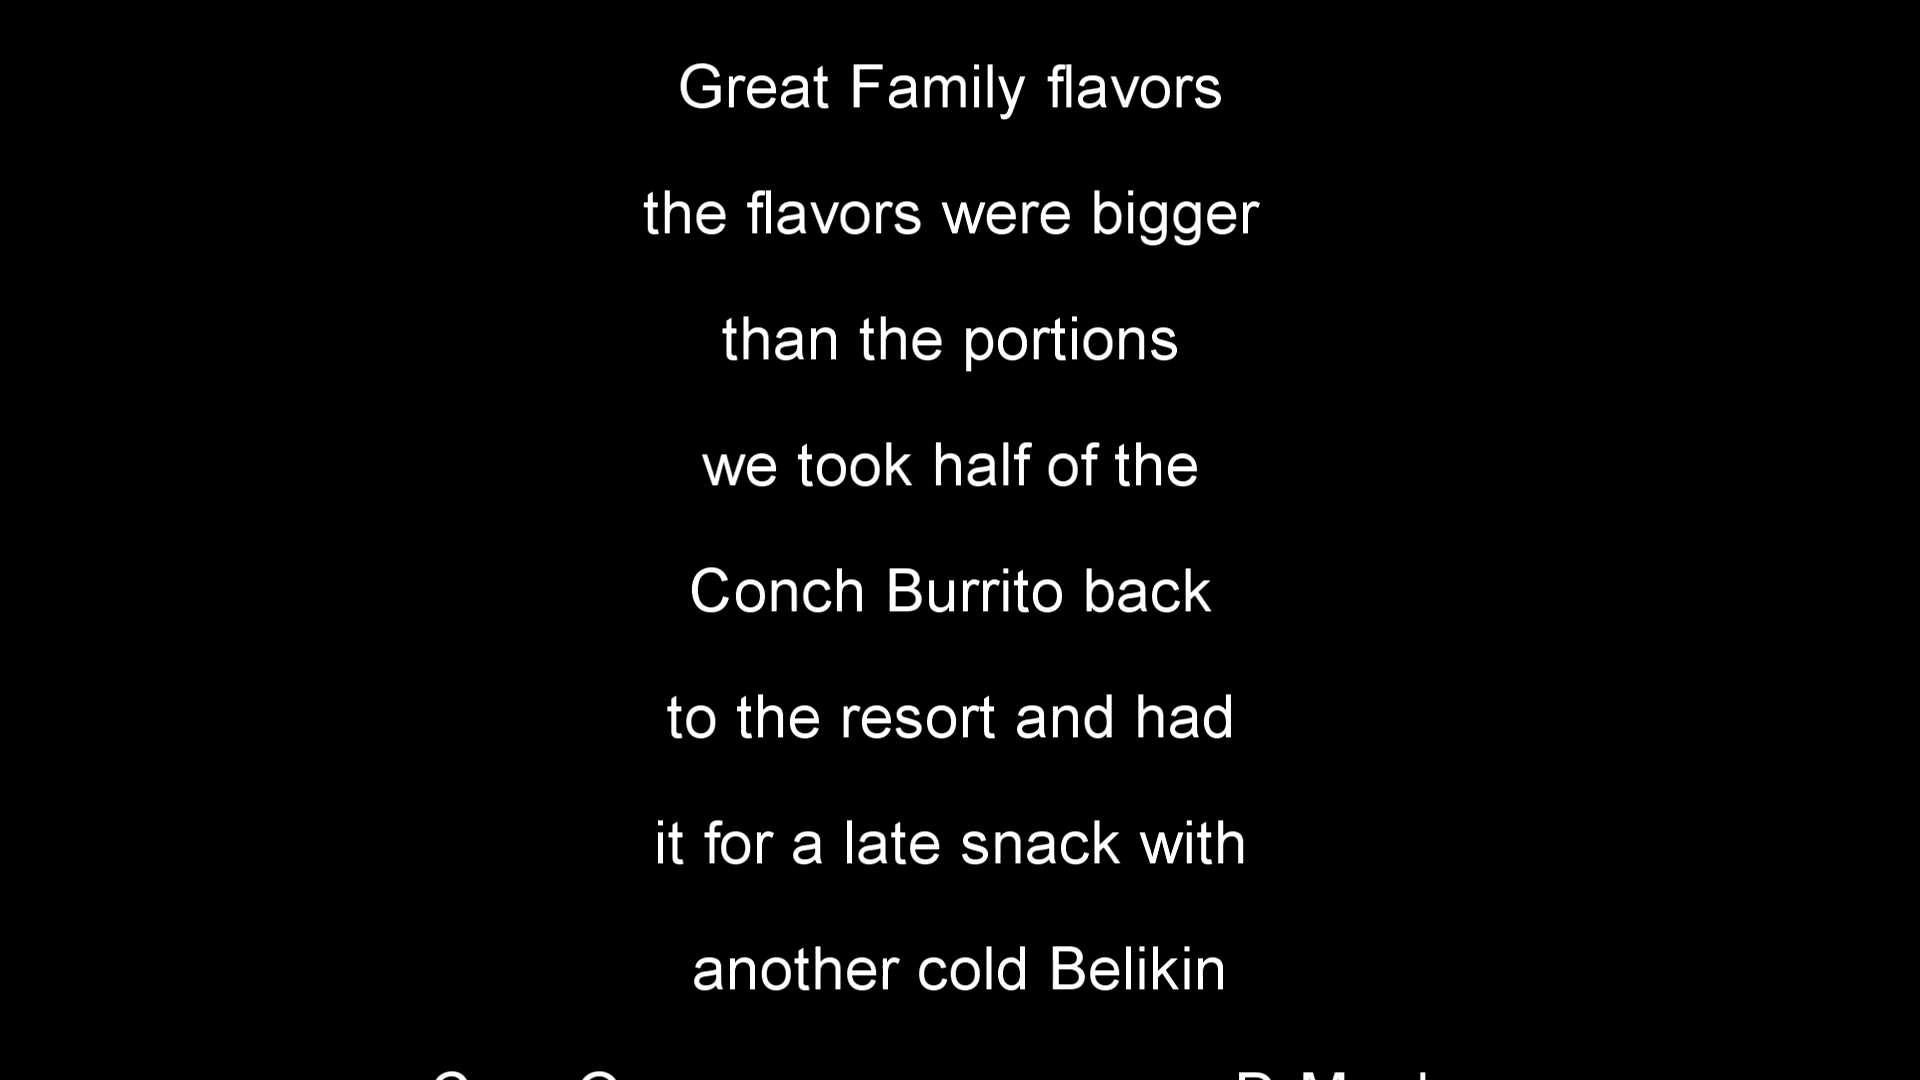 Great Family flavors
the flavors were bigger
than the portions
we took half of the
Conch Burrito back
to the resort and had
it for a late snack with
another cold Belikin